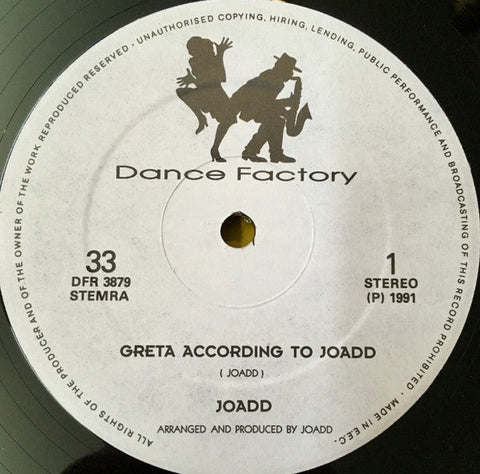 ALL RIGHTS OF THE PRODUCER AND OF THE OWNER OF THE WORK REPRODUCED RESERVED · UNAUTHORISED COPYING, HIRING, LENDING, PUBLIC PERFORMANCE AND BROADCASTING OF THIS RECORD PROHIBITED · MADE IN E.E.C.
Dance Factory
33
DFR 3879
STEMRA
1
STEREO
(P) 1991
GRETA ACCORDING TO JOADD
( JOADD )
JOADD
ARRANGED AND PRODUCED BY JOADD